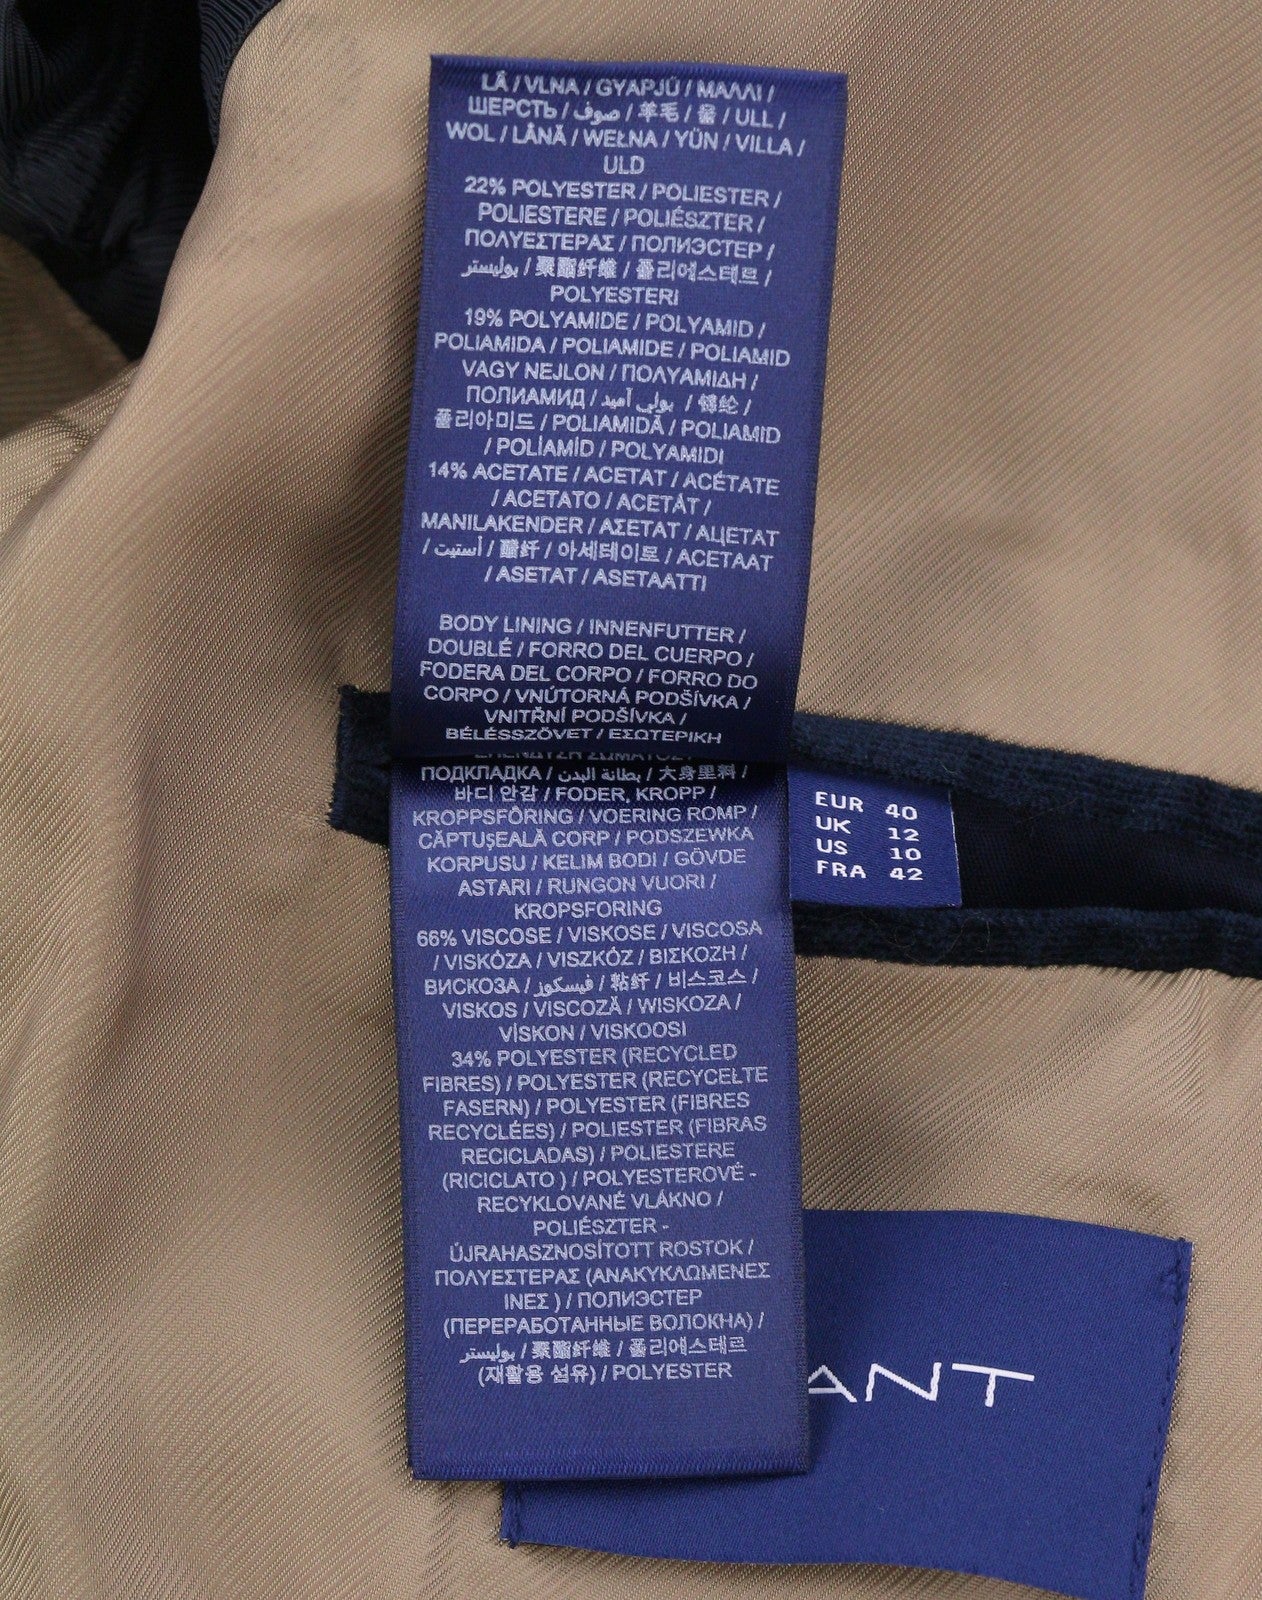 LÃ / VLNA / GYAPJÚ / ΜΑΛΛΙ /
ШЕРСТЬ / صوف / 羊毛 / 울 / ULL /
WOL / LÂNĂ / WEŁNA / YÜN / VILLA /
ULD
22% POLYESTER / POLIESTER /
POLIESTERE / POLIÉSZTER /
ΠΟΛΥΕΣΤΕΡΑΣ / ПОЛИЭСТЕР /
بوليستر / 聚酯纤维 / 폴리에스테르 /
POLYESTERI
19% POLYAMIDE / POLYAMID /
POLIAMIDA / POLIAMIDE / POLIAMID
VAGY NEJLON / ΠΟΛΥΑΜΙΔΗ /
ПОЛИАМИД / بولي أميد / 锦纶 /
폴리아미드 / POLIAMIDĂ / POLIAMID
/ POLİAMİD / POLYAMIDI
14% ACETATE / ACETAT / ACÉTATE
/ ACETATO / ACETÁT /
MANILAKENDER / ΑΣΕΤΑΤ / АЦЕТАТ
/ أستيت / 醋纤 / 아세테이트 / ACETAAT
/ ASETAT / ASETAATTI
BODY LINING / INNENFUTTER /
DOUBLÉ / FORRO DEL CUERPO /
FODERA DEL CORPO / FORRO DO
CORPO / VNÚTORNÁ PODŠÍVKA /
VNITŘNÍ PODŠÍVKA /
BÉLÉSSZÖVET / ΕΣΩΤΕΡΙΚΗ
ΕΠΕΝΔΥΣΗ ΣΩΜΑΤΟΣ /
ПОДКЛАДКА / بطانة البدن / 大身里料 /
바디 안감 / FODER, KROPP /
KROPPSFÔRING / VOERING ROMP /
CĂPTUȘEALĂ CORP / PODSZEWKA
KORPUSU / KELIM BODI / GÖVDE
ASTARI / RUNGON VUORI /
KROPSFORING
66% VISCOSE / VISKOSE / VISCOSA
/ VISKÓZA / VISZKÓZ / ΒΙΣΚΟΖΗ /
ВИСКОЗА / فيسكوز / 粘纤 / 비스코스 /
VISKOS / VISCOZĂ / WISKOZA /
VİSKON / VISKOOSI
34% POLYESTER (RECYCLED
FIBRES) / POLYESTER (RECYCELTE
FASERN) / POLYESTER (FIBRES
RECYCLÉES) / POLIESTER (FIBRAS
RECICLADAS) / POLIESTERE
(RICICLATO ) / POLYESTEROVÉ -
RECYKLOVANÉ VLÁKNO /
POLIÉSZTER -
ÚJRAHASZNOSÍTOTT ROSTOK /
ΠΟΛΥΕΣΤΕΡΑΣ (ΑΝΑΚΥΚΛΩΜΕΝΕΣ
ΙΝΕΣ ) / ПОЛИЭСТЕР
(ПЕРЕРАБОТАННЫЕ ВОЛОКНА) /
بوليستر / 聚酯纤维 / 폴리에스테르
(재활용 섬유) / POLYESTER
EUR 40
UK 12
US 10
FRA 42
ANT